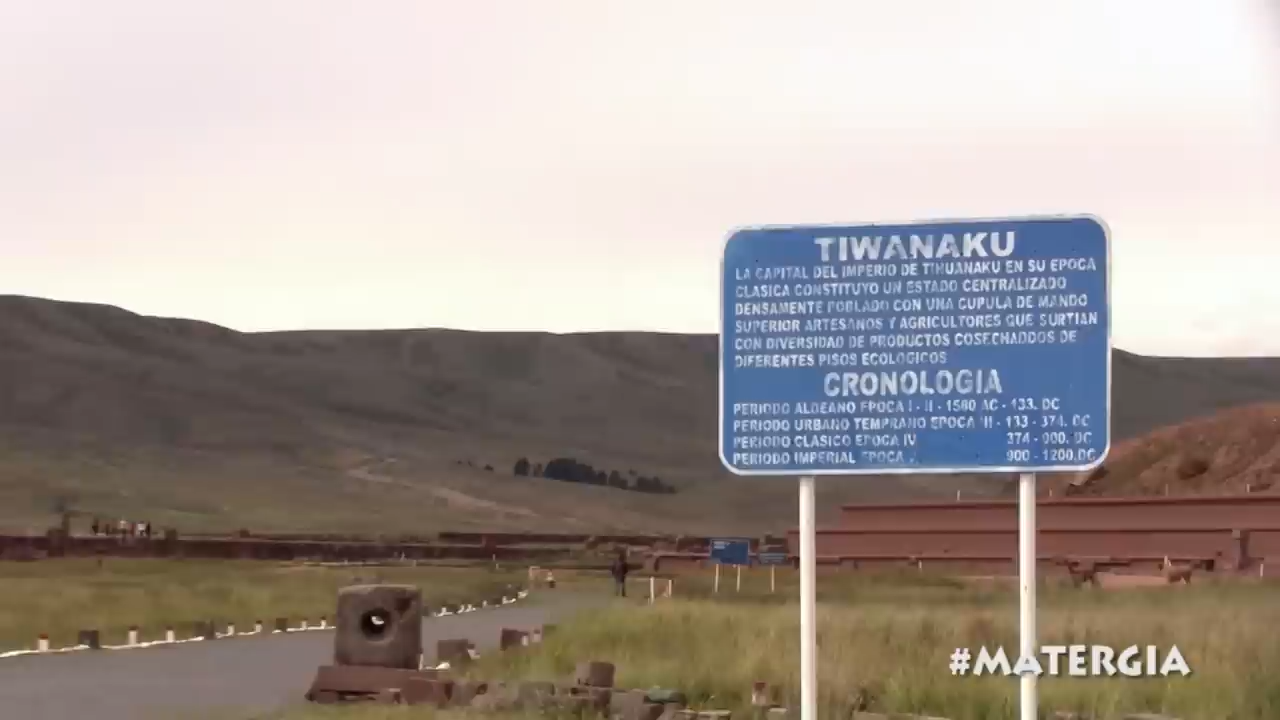 TIWANAKU
LA CAPITAL DEL IMPERIO DE TIHUANAKU EN SU EPOCA
CLASICA CONSTITUYO UN ESTADO CENTRALIZADO
DENSAMENTE POBLADO CON UNA CUPULA DE MANDO
SUPERIOR ARTESANOS Y AGRICULTORES QUE SURTIAN
CON DIVERSIDAD DE PRODUCTOS COSECHADDOS DE
DIFERENTES PISOS ECOLOGICOS
CRONOLOGIA
PERIODO ALDEANO EPOCA I - II - 1580 AC - 133. DC
PERIODO URBANO TEMPRANO EPOCA III - 133 - 374. DC
PERIODO CLASICO EPOCA IV 374 - 900. DC
PERIODO IMPERIAL EPOCA 900 - 1200.DC
#MATERGIA